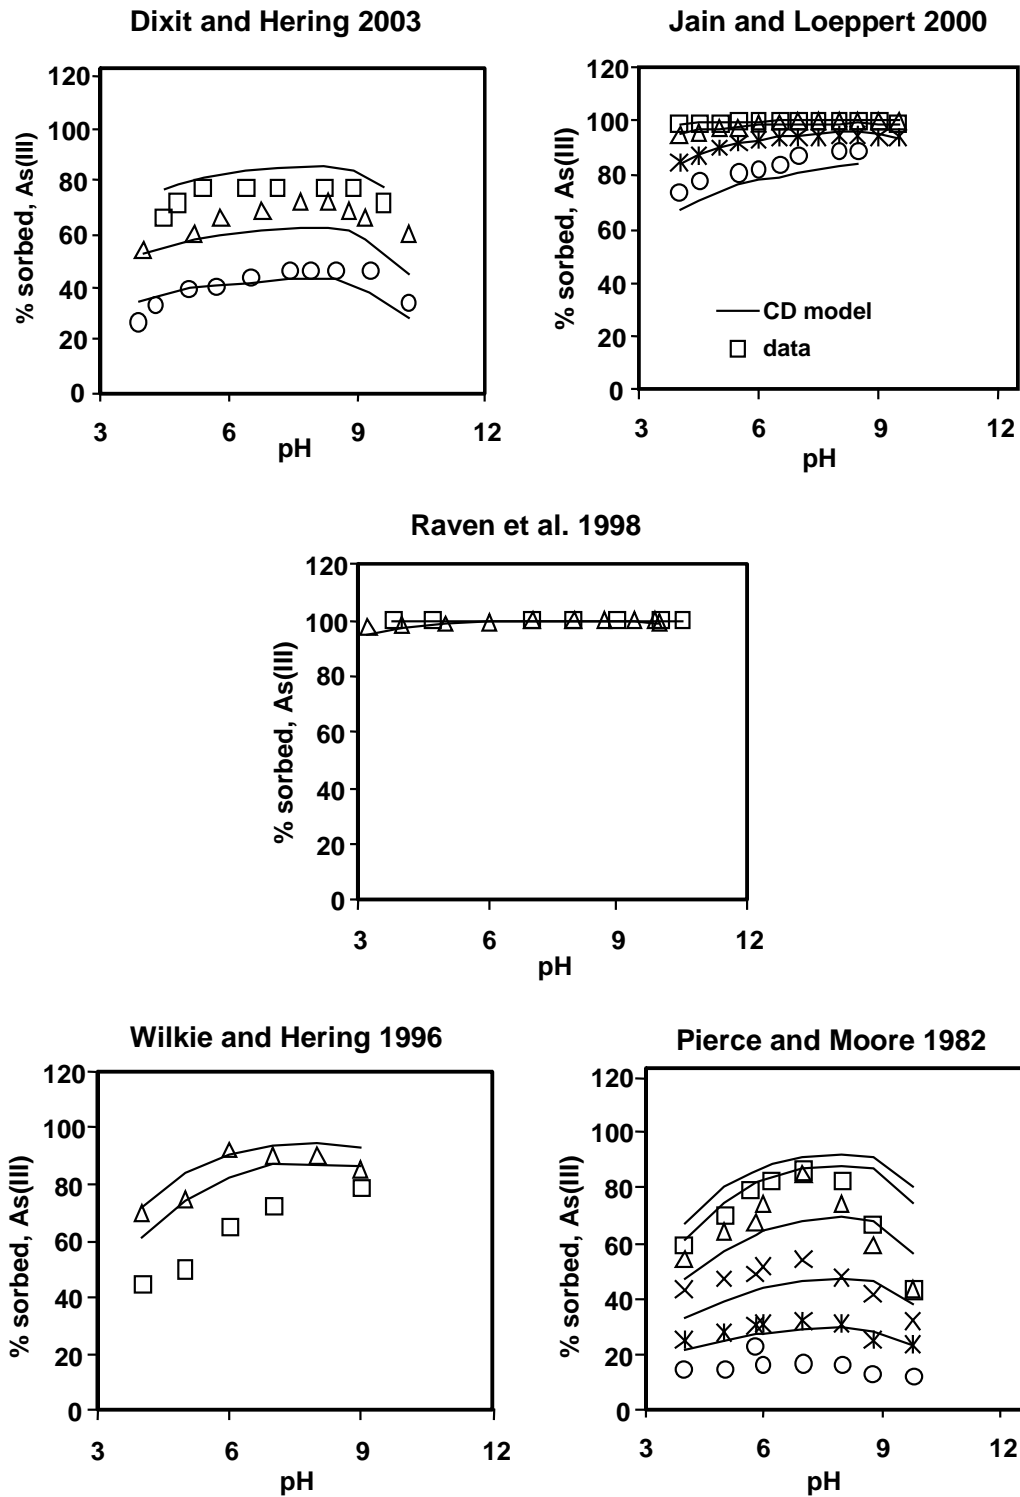 Dixit and Hering 2003
% sorbed, As(III)
120
100
80
60
40
20
0
3 6 9 12
pH
Jain and Loeppert 2000
% sorbed, As(III)
120
100
80
60
40
20
0
CD model
data
3 6 9 12
pH
Raven et al. 1998
% sorbed, As(III)
120
100
80
60
40
20
0
3 6 9 12
pH
Wilkie and Hering 1996
% sorbed, As(III)
120
100
80
60
40
20
0
3 6 9 12
pH
Pierce and Moore 1982
% sorbed, As(III)
120
100
80
60
40
20
0
3 6 9 12
pH